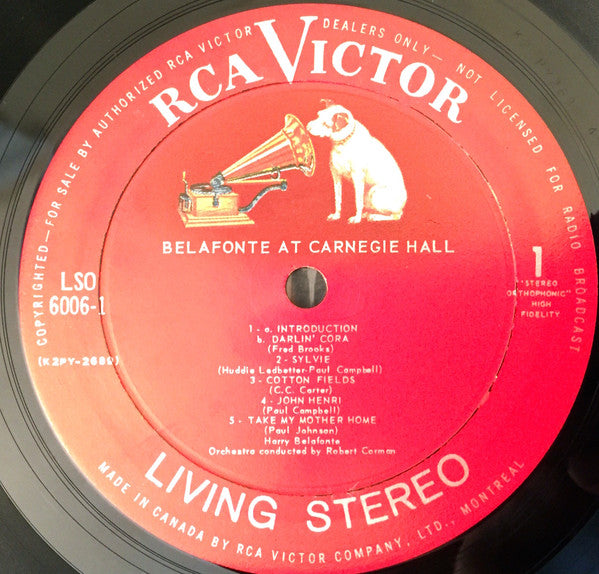 COPYRIGHTED—FOR SALE BY AUTHORIZED RCA VICTOR DEALERS ONLY— NOT LICENSED FOR RADIO BROADCAST
RCA VICTOR
BELAFONTE AT CARNEGIE HALL
LSO
6006-1
(K2PY-2689)
1
"STEREO
ORTHOPHONIC"
HIGH
FIDELITY
1 - a. INTRODUCTION
b. DARLIN' CORA
(Fred Brooks)
2 - SYLVIE
(Huddie Ledbetter-Paul Campbell)
3 - COTTON FIELDS
(C.C. Carter)
4 - JOHN HENRI
(Paul Campbell)
5 - TAKE MY MOTHER HOME
(Paul Johnson)
Harry Belafonte
Orchestra conducted by Robert Corman
LIVING STEREO
MADE IN CANADA BY RCA VICTOR COMPANY, LTD., MONTREAL